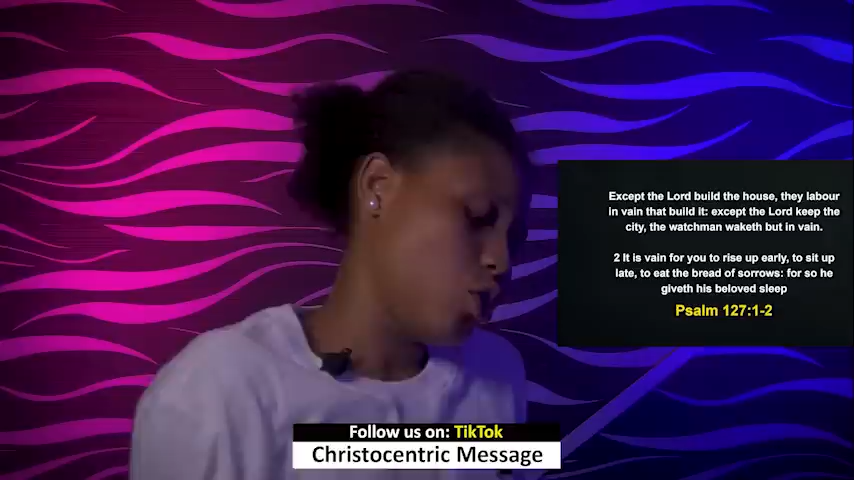 Except the Lord build the house, they labour
in vain that build it: except the Lord keep the
city, the watchman waketh but in vain.
2 It is vain for you to rise up early, to sit up
late, to eat the bread of sorrows: for so he
giveth his beloved sleep
Psalm 127:1-2
Follow us on: TikTok
Christocentric Message